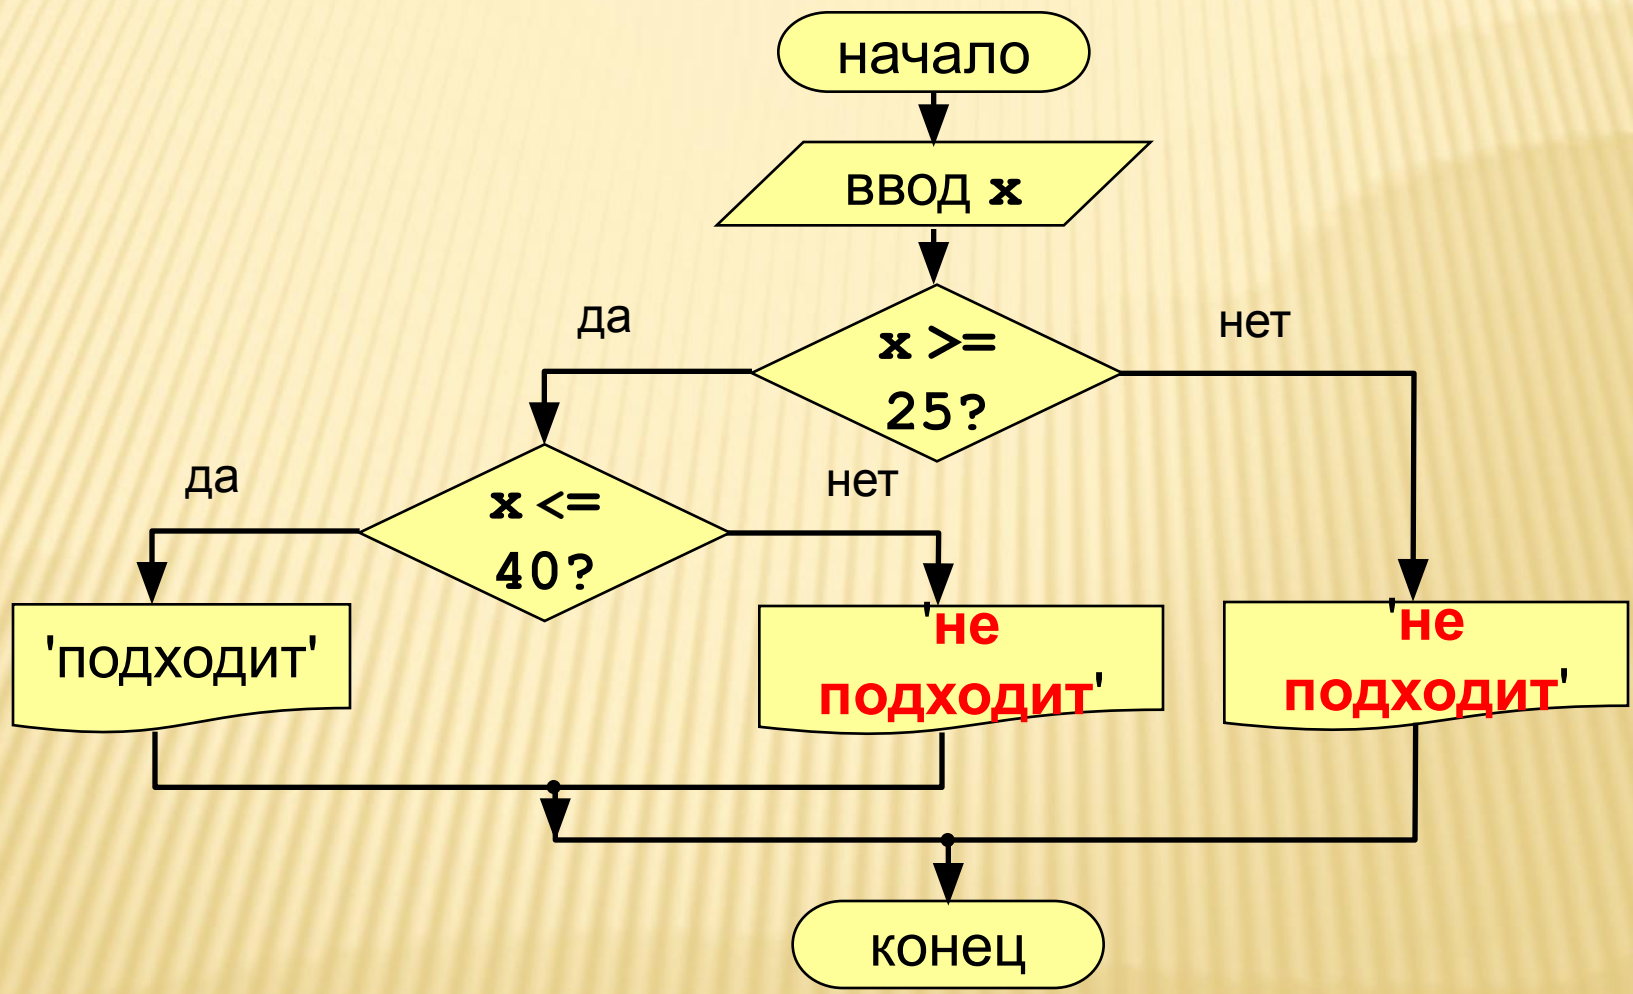 начало
ввод x
да
нет
x >=
25?
да
нет
x <=
40?
'подходит'
'не
подходит'
'не
подходит'
конец